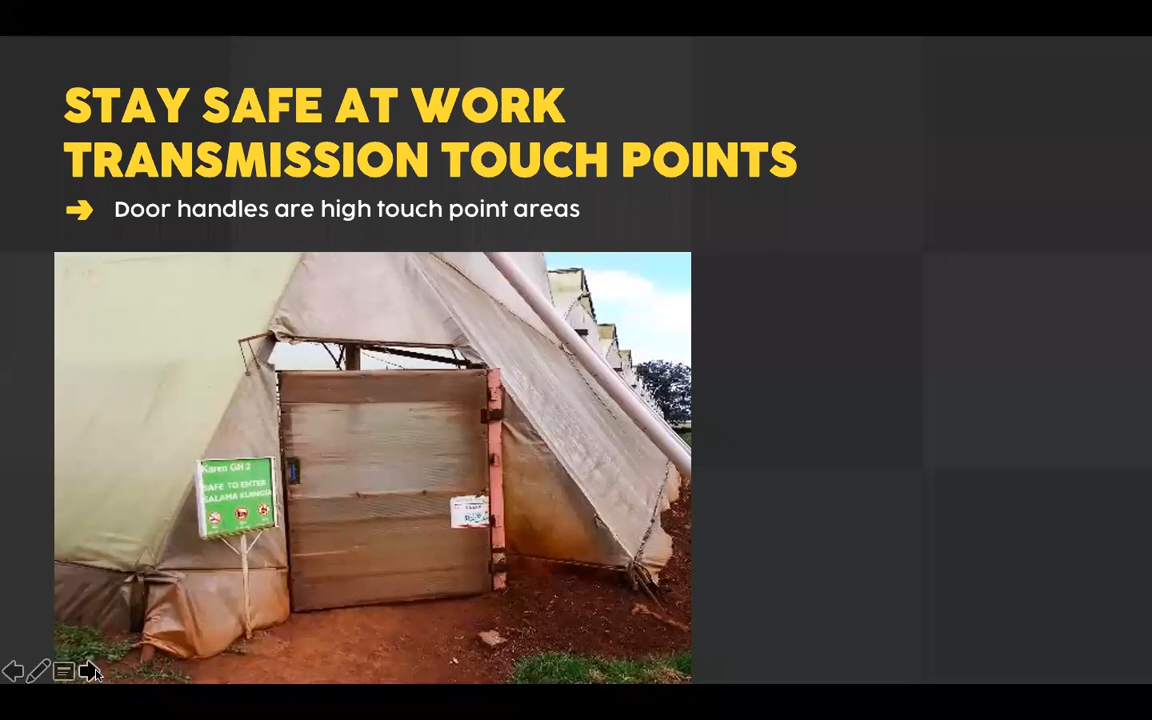 STAY SAFE AT WORK
TRANSMISSION TOUCH POINTS
Door handles are high touch point areas
Karen GH 2
SAFE TO ENTER
SALAMA KUINGIA